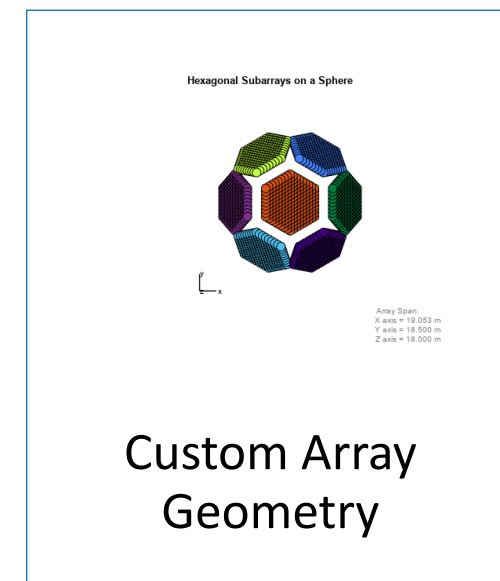 Hexagonal Subarrays on a Sphere
y
z x
Array Span:
X axis = 19.053 m
Y axis = 18.500 m
Z axis = 18.000 m
Custom Array
Geometry